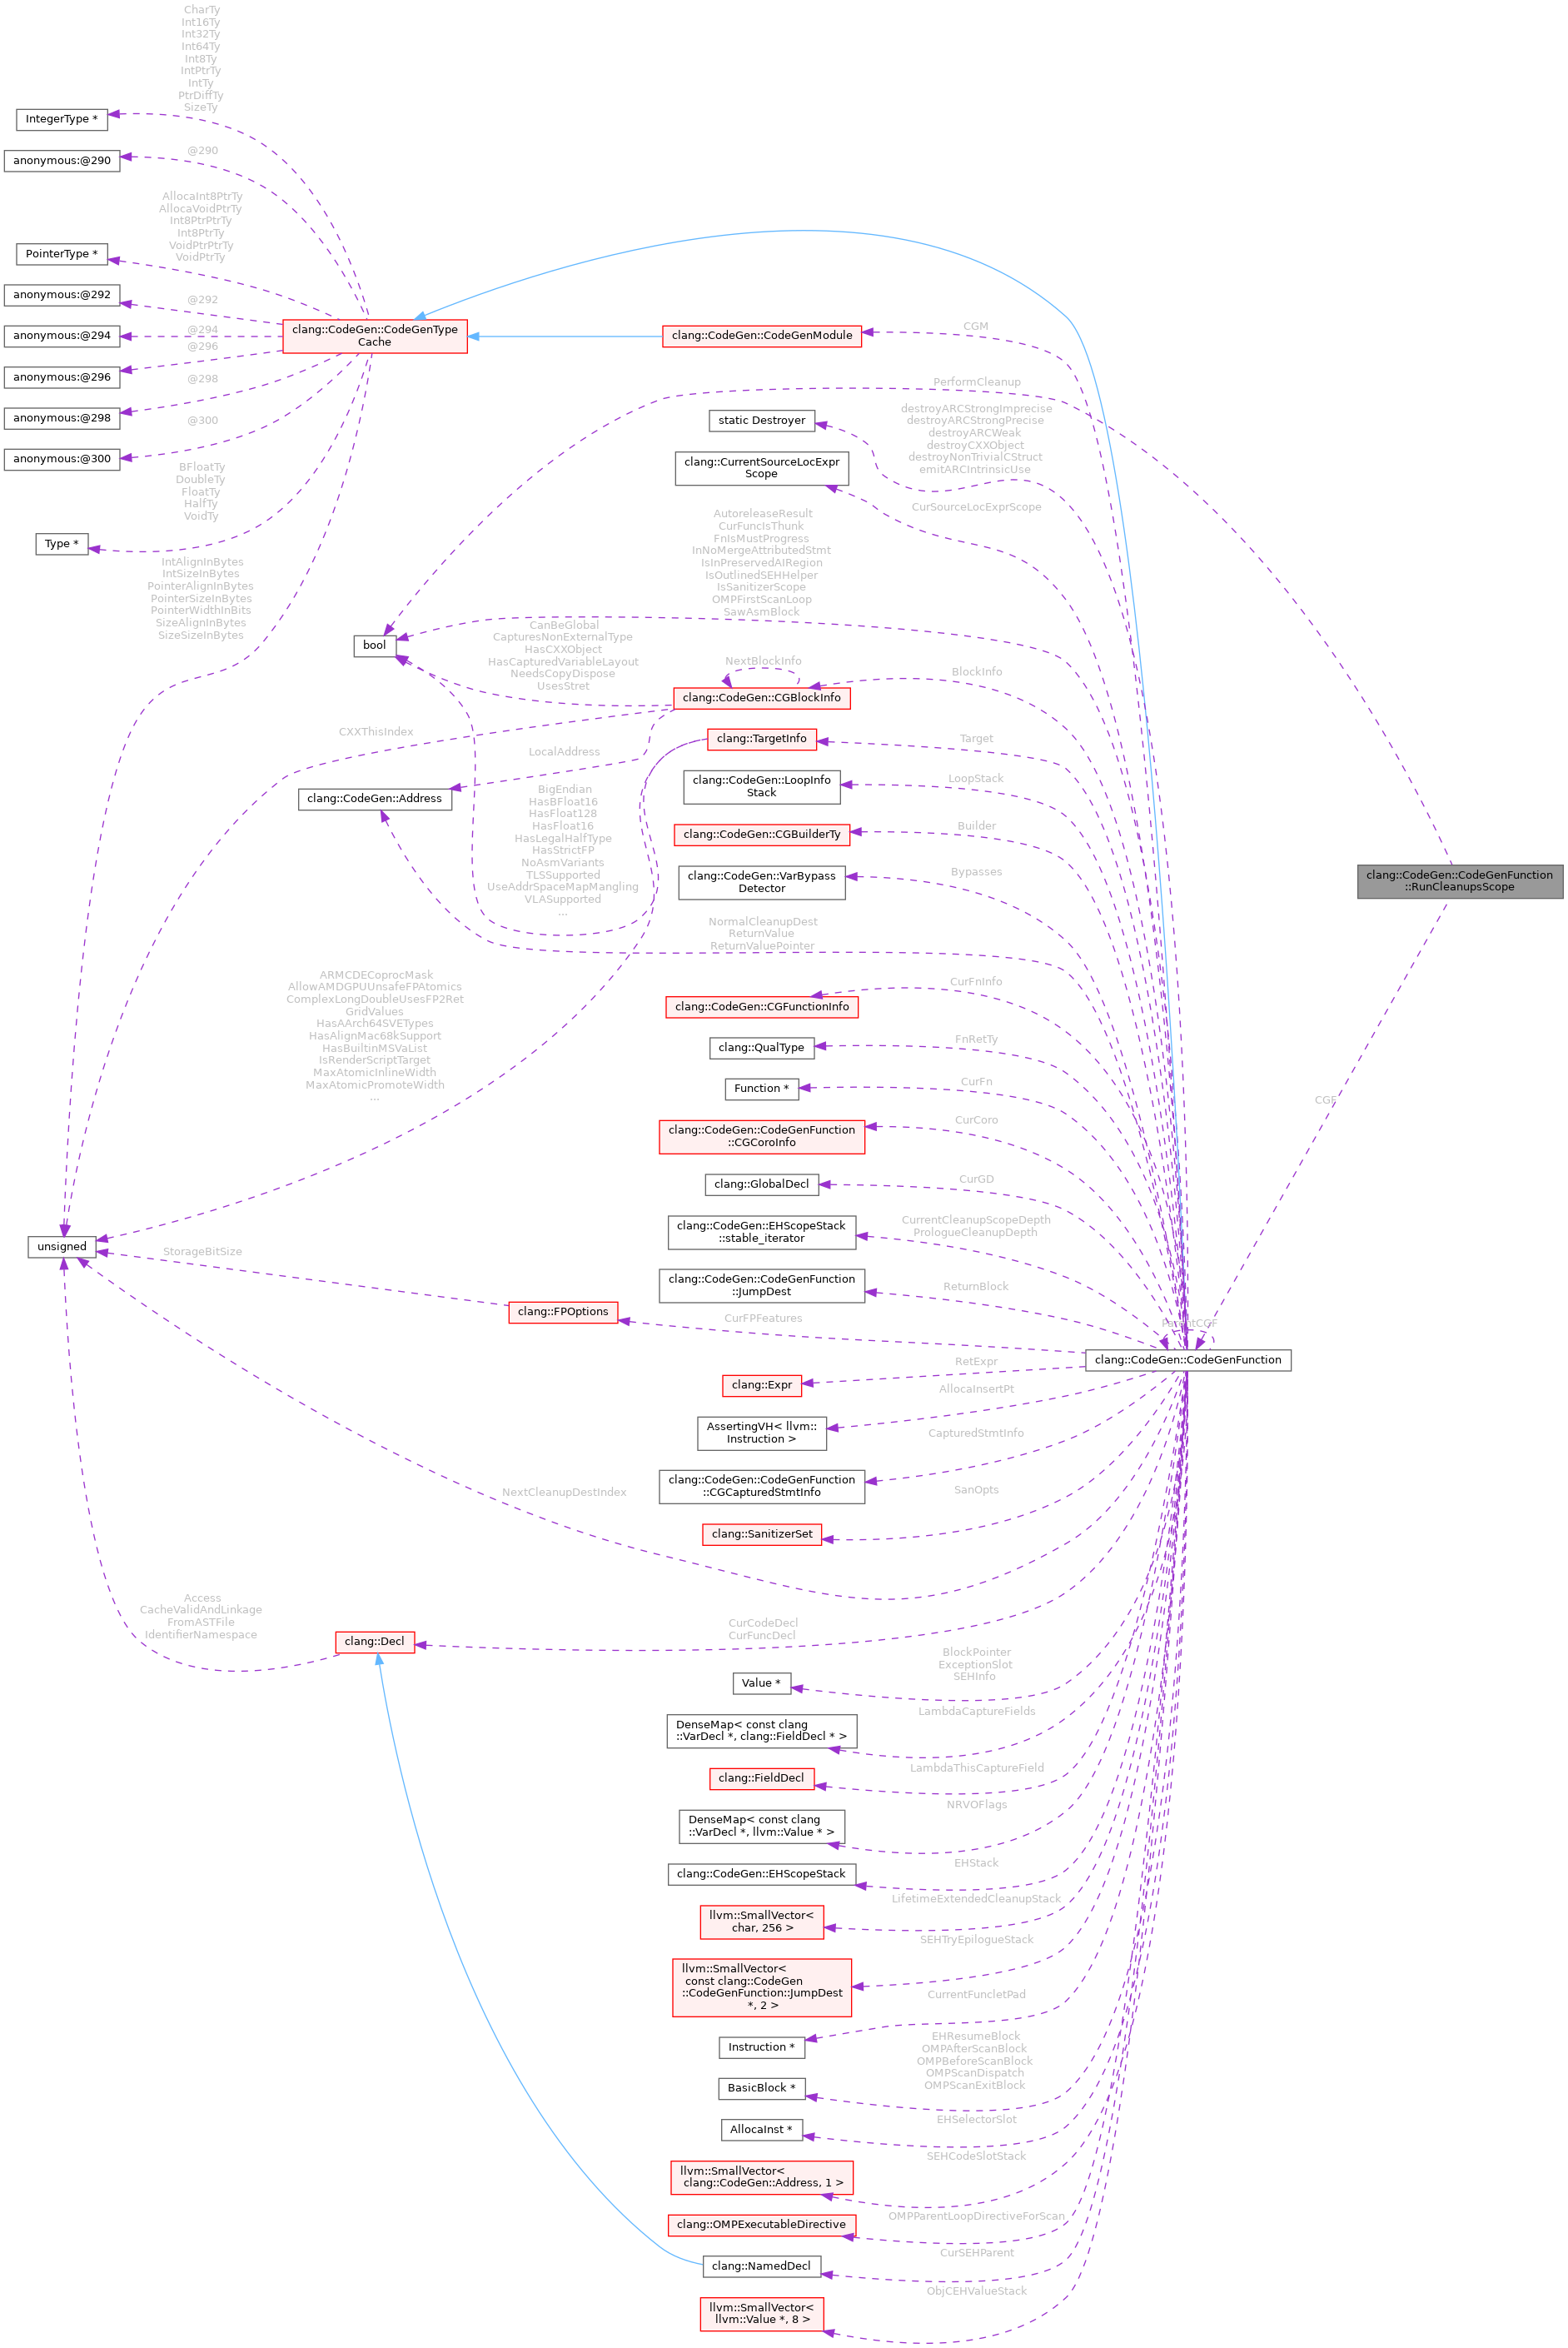 CharTy
Int16Ty
Int32Ty
Int64Ty
Int8Ty
IntPtrTy
IntTy
PtrDiffTy
SizeTy
IntegerType *
@290
anonymous:@290
AllocaInt8PtrTy
AllocaVoidPtrTy
Int8PtrPtrTy
Int8PtrTy
VoidPtrPtrTy
VoidPtrTy
PointerType *
anonymous:@292
@292
anonymous:@294
@294
@296
anonymous:@296
@298
anonymous:@298
@300
anonymous:@300
BFloatTy
DoubleTy
FloatTy
HalfTy
VoidTy
Type *
IntAlignInBytes
IntSizeInBytes
PointerAlignInBytes
PointerSizeInBytes
PointerWidthInBits
SizeAlignInBytes
SizeSizeInBytes
clang::CodeGen::CodeGenType
Cache
clang::CodeGen::CodeGenModule
CGM
PerformCleanup
static Destroyer
destroyARCStrongImprecise
destroyARCStrongPrecise
destroyARCWeak
destroyCXXObject
destroyNonTrivialCStruct
emitARCIntrinsicUse
clang::CurrentSourceLocExpr
Scope
CurSourceLocExprScope
AutoreleaseResult
CurFuncIsThunk
FnIsMustProgress
InNoMergeAttributedStmt
IsInPreservedAIRegion
IsOutlinedSEHHelper
IsSanitizerScope
OMPFirstScanLoop
SawAsmBlock
bool
CanBeGlobal
CapturesNonExternalType
HasCXXObject
HasCapturedVariableLayout
NeedsCopyDispose
UsesStret
NextBlockInfo
clang::CodeGen::CGBlockInfo
BlockInfo
CXXThisIndex
LocalAddress
clang::TargetInfo
Target
clang::CodeGen::LoopInfo
Stack
LoopStack
clang::CodeGen::Address
BigEndian
HasBFloat16
HasFloat128
HasFloat16
HasLegalHalfType
HasStrictFP
NoAsmVariants
TLSSupported
UseAddrSpaceMapMangling
VLASupported
...
clang::CodeGen::CGBuilderTy
Builder
clang::CodeGen::VarBypass
Detector
Bypasses
clang::CodeGen::CodeGenFunction
::RunCleanupsScope
NormalCleanupDest
ReturnValue
ReturnValuePointer
ARMCDECoprocMask
AllowAMDGPUUnsafeFPAtomics
ComplexLongDoubleUsesFP2Ret
GridValues
HasAArch64SVETypes
HasAlignMac68kSupport
HasBuiltinMSVaList
IsRenderScriptTarget
MaxAtomicInlineWidth
MaxAtomicPromoteWidth
...
clang::CodeGen::CGFunctionInfo
CurFnInfo
clang::QualType
FnRetTy
Function *
CurFn
CGF
clang::CodeGen::CodeGenFunction
::CGCoroInfo
CurCoro
clang::GlobalDecl
CurGD
clang::CodeGen::EHScopeStack
::stable_iterator
CurrentCleanupScopeDepth
PrologueCleanupDepth
unsigned
StorageBitSize
clang::CodeGen::CodeGenFunction
::JumpDest
ReturnBlock
clang::FPOptions
CurFPFeatures
ParentCGF
clang::CodeGen::CodeGenFunction
clang::Expr
RetExpr
AllocaInsertPt
AssertingVH< llvm::
Instruction >
CapturedStmtInfo
clang::CodeGen::CodeGenFunction
::CGCapturedStmtInfo
NextCleanupDestIndex
SanOpts
clang::SanitizerSet
Access
CacheValidAndLinkage
FromASTFile
IdentifierNamespace
clang::Decl
CurCodeDecl
CurFuncDecl
Value *
BlockPointer
ExceptionSlot
SEHInfo
DenseMap< const clang
::VarDecl *, clang::FieldDecl * >
LambdaCaptureFields
clang::FieldDecl
LambdaThisCaptureField
DenseMap< const clang
::VarDecl *, llvm::Value * >
NRVOFlags
clang::CodeGen::EHScopeStack
EHStack
llvm::SmallVector<
char, 256 >
LifetimeExtendedCleanupStack
llvm::SmallVector<
const clang::CodeGen
::CodeGenFunction::JumpDest
*, 2 >
SEHTryEpilogueStack
Instruction *
CurrentFuncletPad
BasicBlock *
EHResumeBlock
OMPAfterScanBlock
OMPBeforeScanBlock
OMPScanDispatch
OMPScanExitBlock
AllocaInst *
EHSelectorSlot
llvm::SmallVector<
clang::CodeGen::Address, 1 >
SEHCodeSlotStack
clang::OMPExecutableDirective
OMPParentLoopDirectiveForScan
clang::NamedDecl
CurSEHParent
llvm::SmallVector<
llvm::Value *, 8 >
ObjCEHValueStack